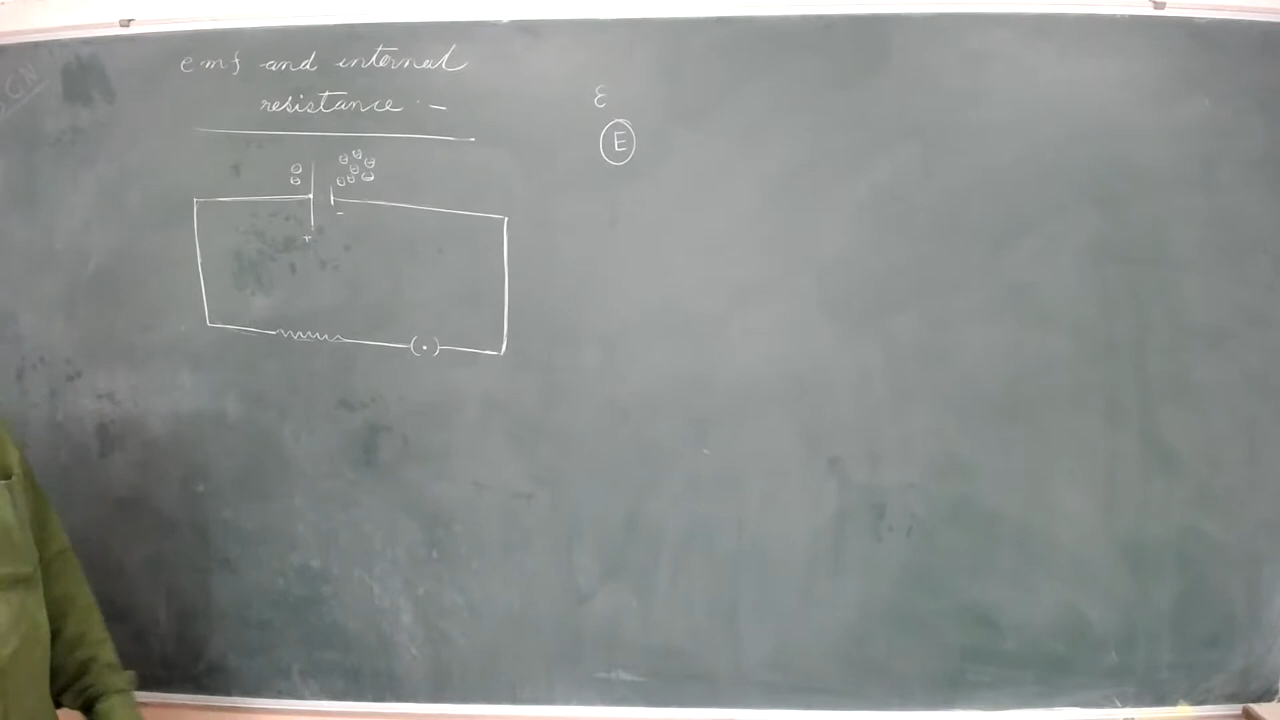 emf and internal
resistance :-
ε
E
+
-